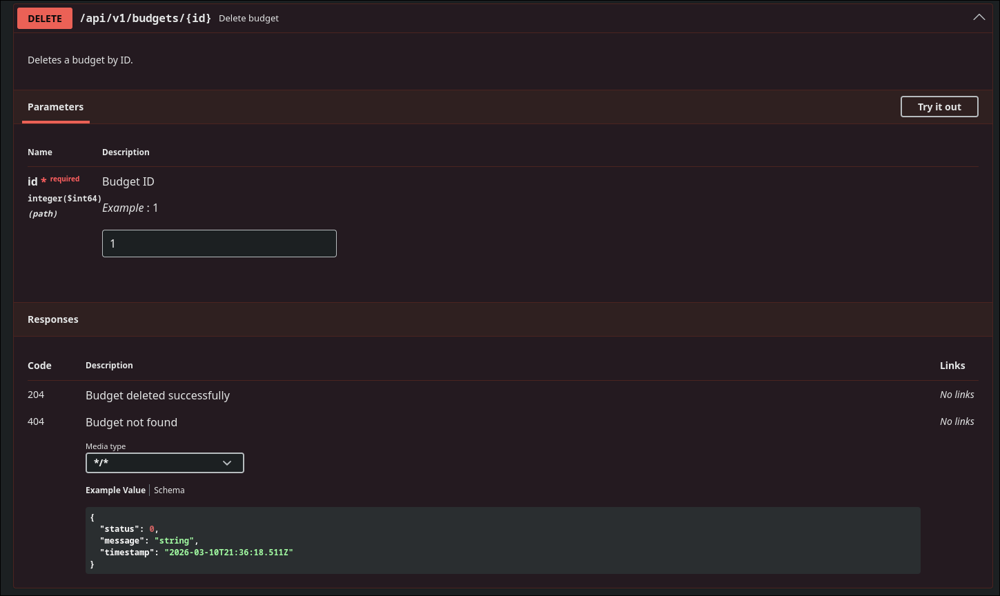 DELETE /api/v1/budgets/{id} Delete budget
Deletes a budget by ID.
Parameters Try it out
Name Description
id * required Budget ID
integer($int64)
(path)
Example : 1
1
Responses
Code Description Links
204 Budget deleted successfully No links
404 Budget not found No links
Media type
*/*
Example Value Schema
{
  "status": 0,
  "message": "string",
  "timestamp": "2026-03-10T21:36:18.511Z"
}